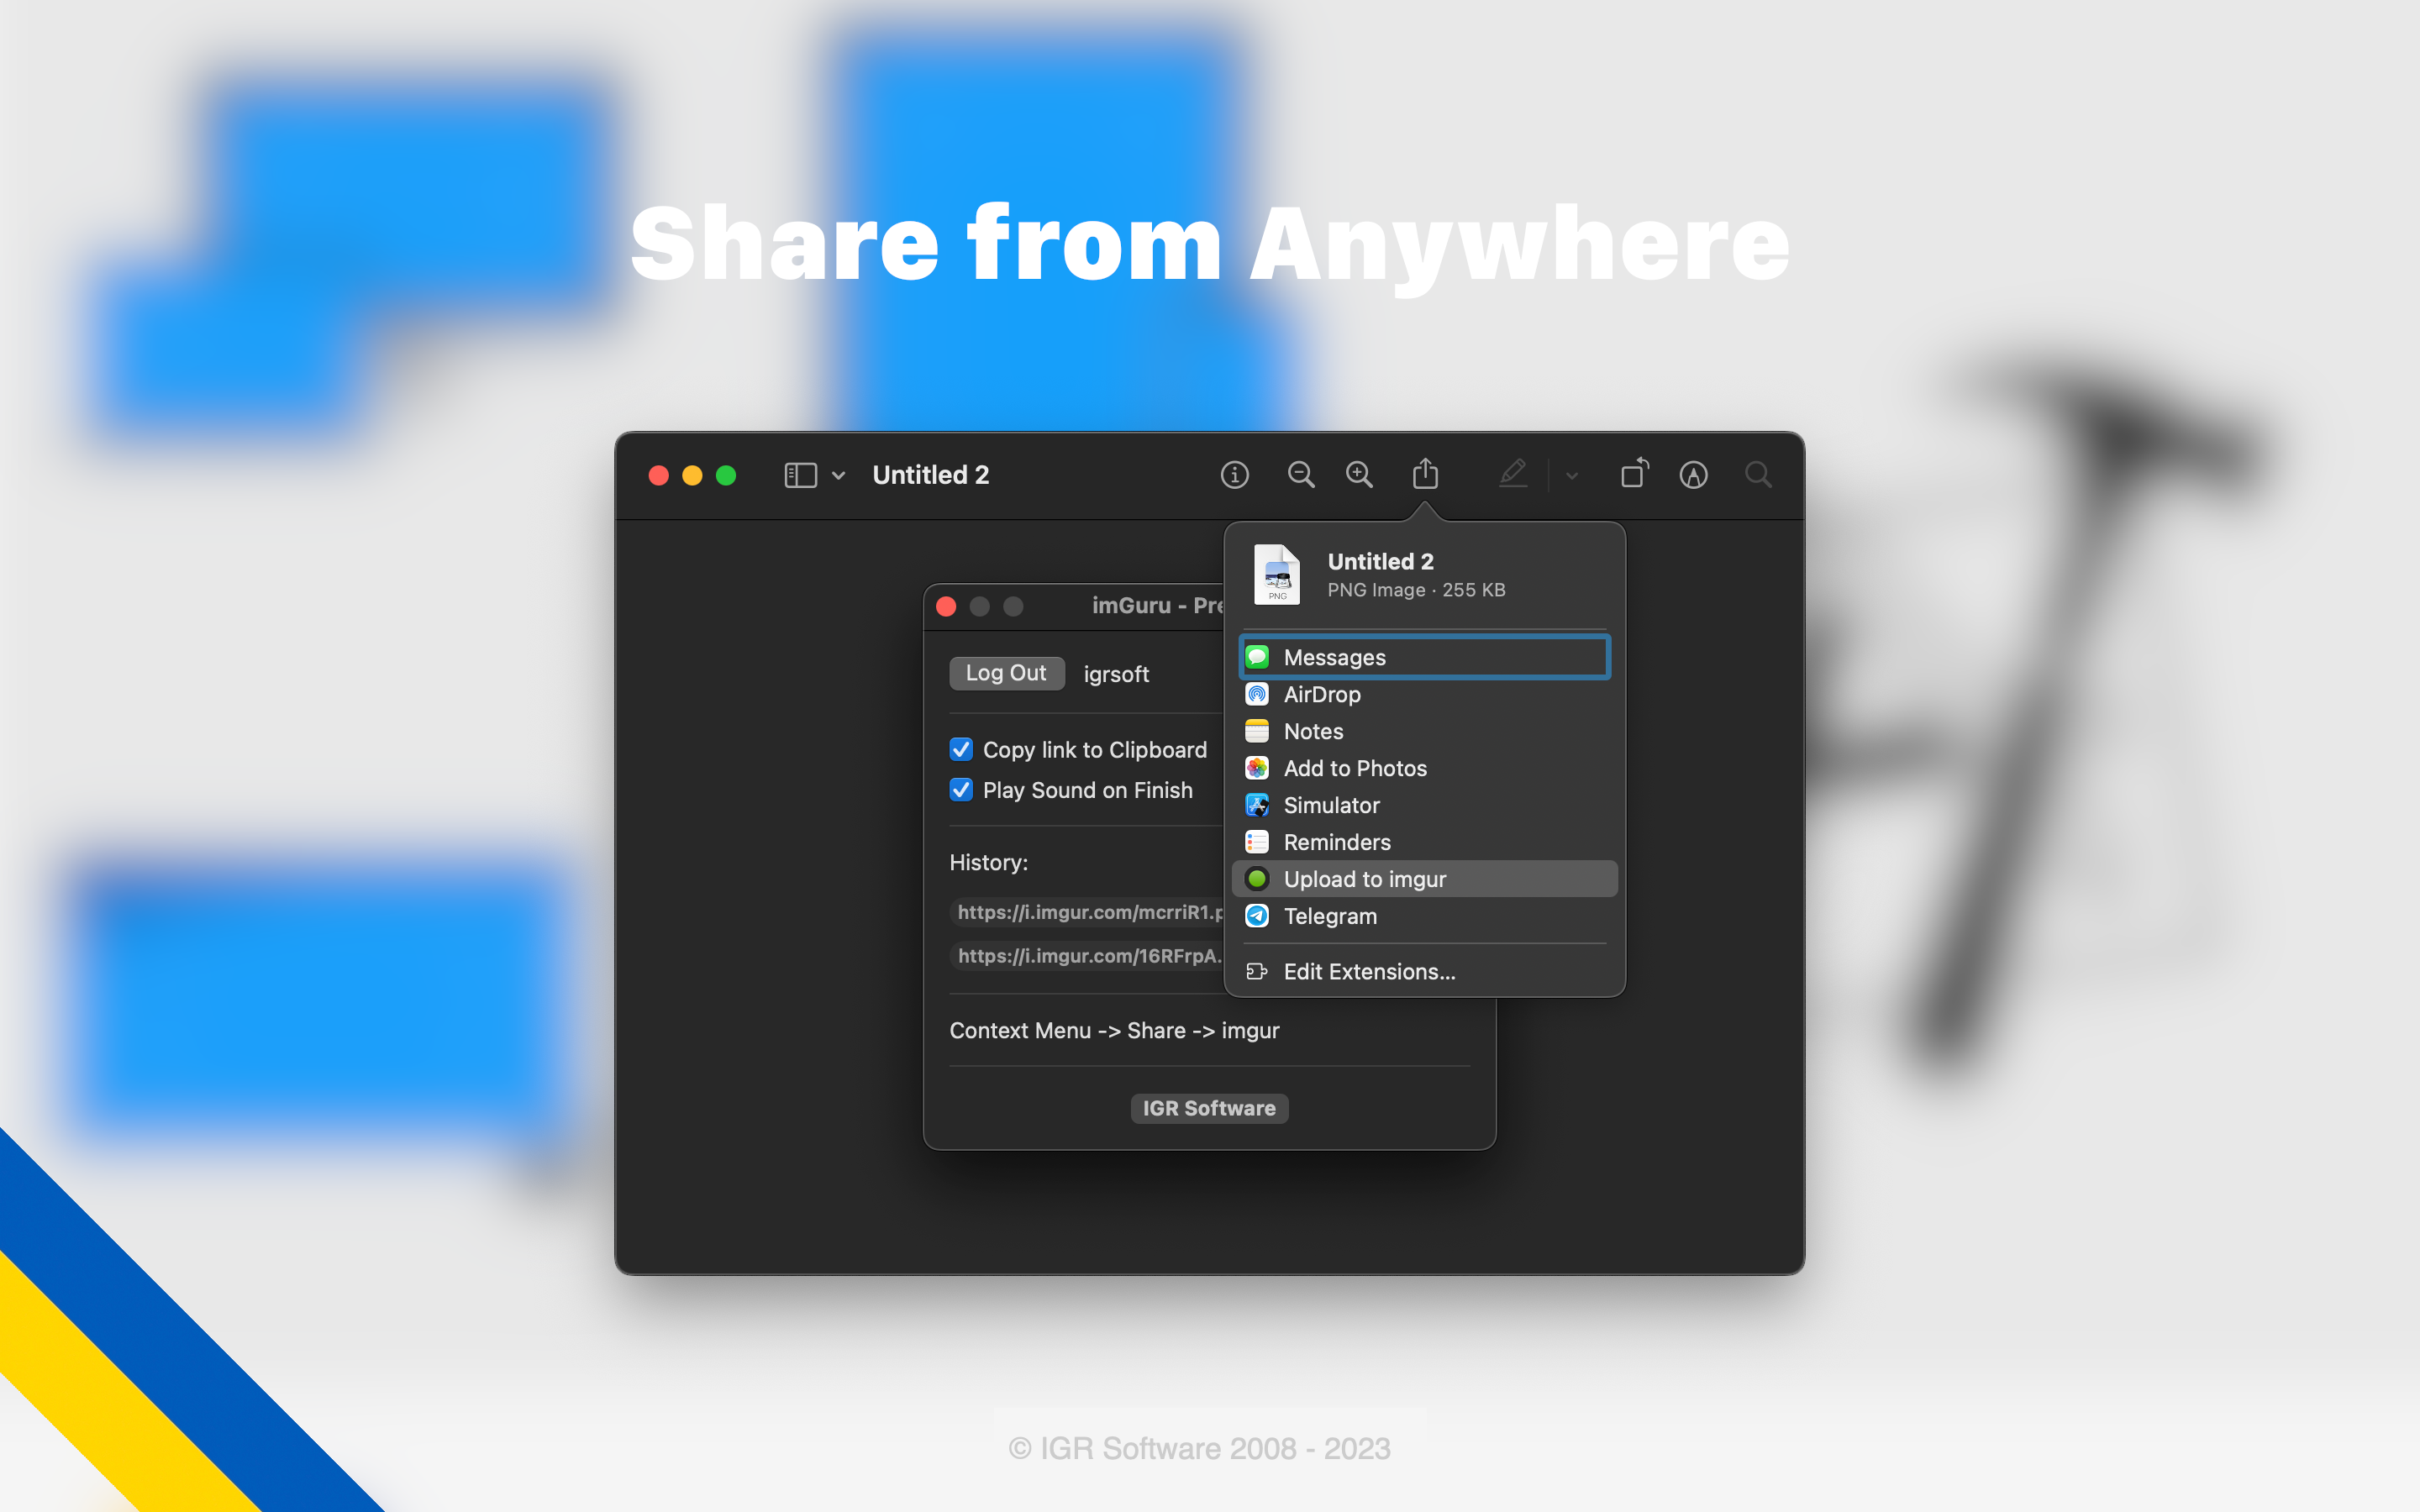 Share from Anywhere
Untitled 2
Untitled 2
PNG Image · 255 KB
PNG
imGuru - Pre
Log Out igrsoft
Copy link to Clipboard
Play Sound on Finish
History:
https://i.imgur.com/mcrriR1.p
https://i.imgur.com/16RFrpA.
Context Menu -> Share -> imgur
IGR Software
Messages
AirDrop
Notes
Add to Photos
Simulator
Reminders
Upload to imgur
Telegram
Edit Extensions...
© IGR Software 2008 - 2023